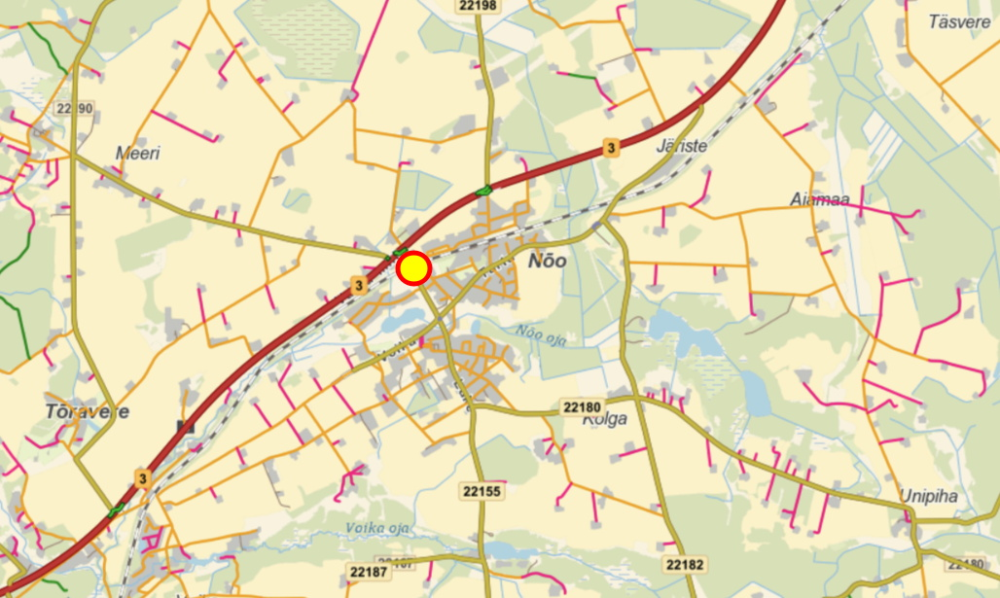 22198
Täsvere
22190
3
Meeri
Järiste
Ajamaa
Nõo
3
Nõo oja
22180
Tõravere
Kolga
3
22155
Unipiha
Voika oja
22187
22182
22180